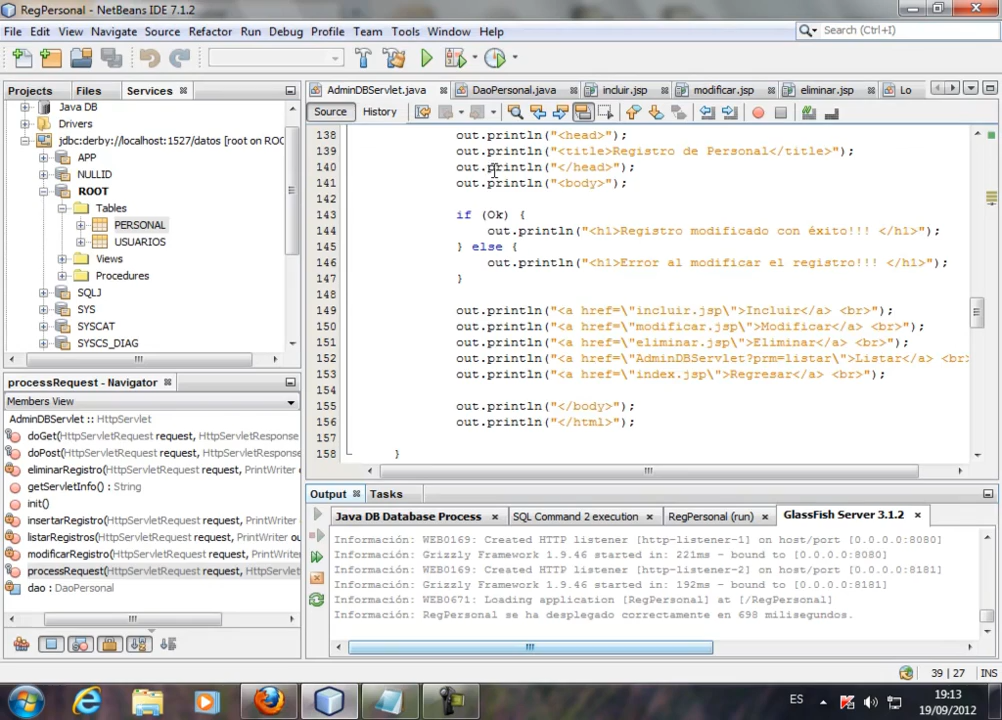 RegPersonal - NetBeans IDE 7.1.2
File Edit View Navigate Source Refactor Run Debug Profile Team Tools Window Help
Search (Ctrl+I)
Projects Files Services
Java DB
Drivers
jdbc:derby://localhost:1527/datos [root on ROO
APP
NULLID
ROOT
Tables
PERSONAL
USUARIOS
Views
Procedures
SQLJ
SYS
SYSCAT
SYSCS_DIAG
processRequest - Navigator
Members View
AdminDBServlet :: HttpServlet
doGet(HttpServletRequest request, HttpServletResponse
doPost(HttpServletRequest request, HttpServletRespons
eliminarRegistro(HttpServletRequest request, PrintWriter
getServletInfo() : String
init()
insertarRegistro(HttpServletRequest request, PrintWriter
listarRegistros(HttpServletRequest request, PrintWriter ou
modificarRegistro(HttpServletRequest request, PrintWriter
processRequest(HttpServletRequest request, HttpServlet
dao : DaoPersonal
AdminDBServlet.java DaoPersonal.java incluir.jsp modificar.jsp eliminar.jsp Lo
Source History
138 out.println("<head>");
139 out.println("<title>Registro de Personal</title>");
140 out.println("</head>");
141 out.println("<body>");
142
143 if (Ok) {
144 out.println("<h1>Registro modificado con éxito!!! </h1>");
145 } else {
146 out.println("<h1>Error al modificar el registro!!! </h1>");
147 }
148
149 out.println("<a href=\"incluir.jsp\">Incluir</a> <br>");
150 out.println("<a href=\"modificar.jsp\">Modificar</a> <br>");
151 out.println("<a href=\"eliminar.jsp\">Eliminar</a> <br>");
152 out.println("<a href=\"AdminDBServlet?prm=listar\">Listar</a> <br>
153 out.println("<a href=\"index.jsp\">Regresar</a> <br>");
154
155 out.println("</body>");
156 out.println("</html>");
157
158 }
Output Tasks
Java DB Database Process SQL Command 2 execution RegPersonal (run) GlassFish Server 3.1.2
Información: WEB0169: Created HTTP listener [http-listener-1] on host/port [0.0.0.0:8080]
Información: Grizzly Framework 1.9.46 started in: 221ms - bound to [0.0.0.0:8080]
Información: WEB0169: Created HTTP listener [http-listener-2] on host/port [0.0.0.0:8181]
Información: Grizzly Framework 1.9.46 started in: 192ms - bound to [0.0.0.0:8181]
Información: WEB0671: Loading application [RegPersonal] at [/RegPersonal]
Información: RegPersonal se ha desplegado correctamente en 698 milisegundos.
39 | 27 INS
ES
19:13
19/09/2012